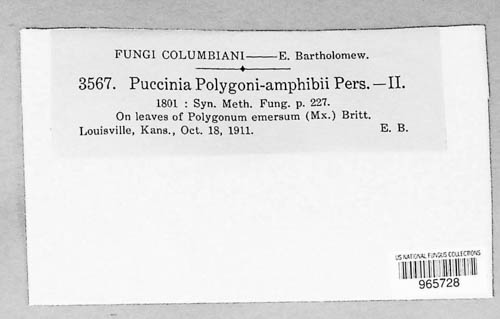 FUNGI COLUMBIANI——E. Bartholomew.
3567. Puccinia Polygoni-amphibii Pers.—II.
1801 : Syn. Meth. Fung. p. 227.
On leaves of Polygonum emersum (Mx.) Britt.
Louisville, Kans., Oct. 18, 1911. E. B.
US NATIONAL FUNGUS COLLECTIONS
965728